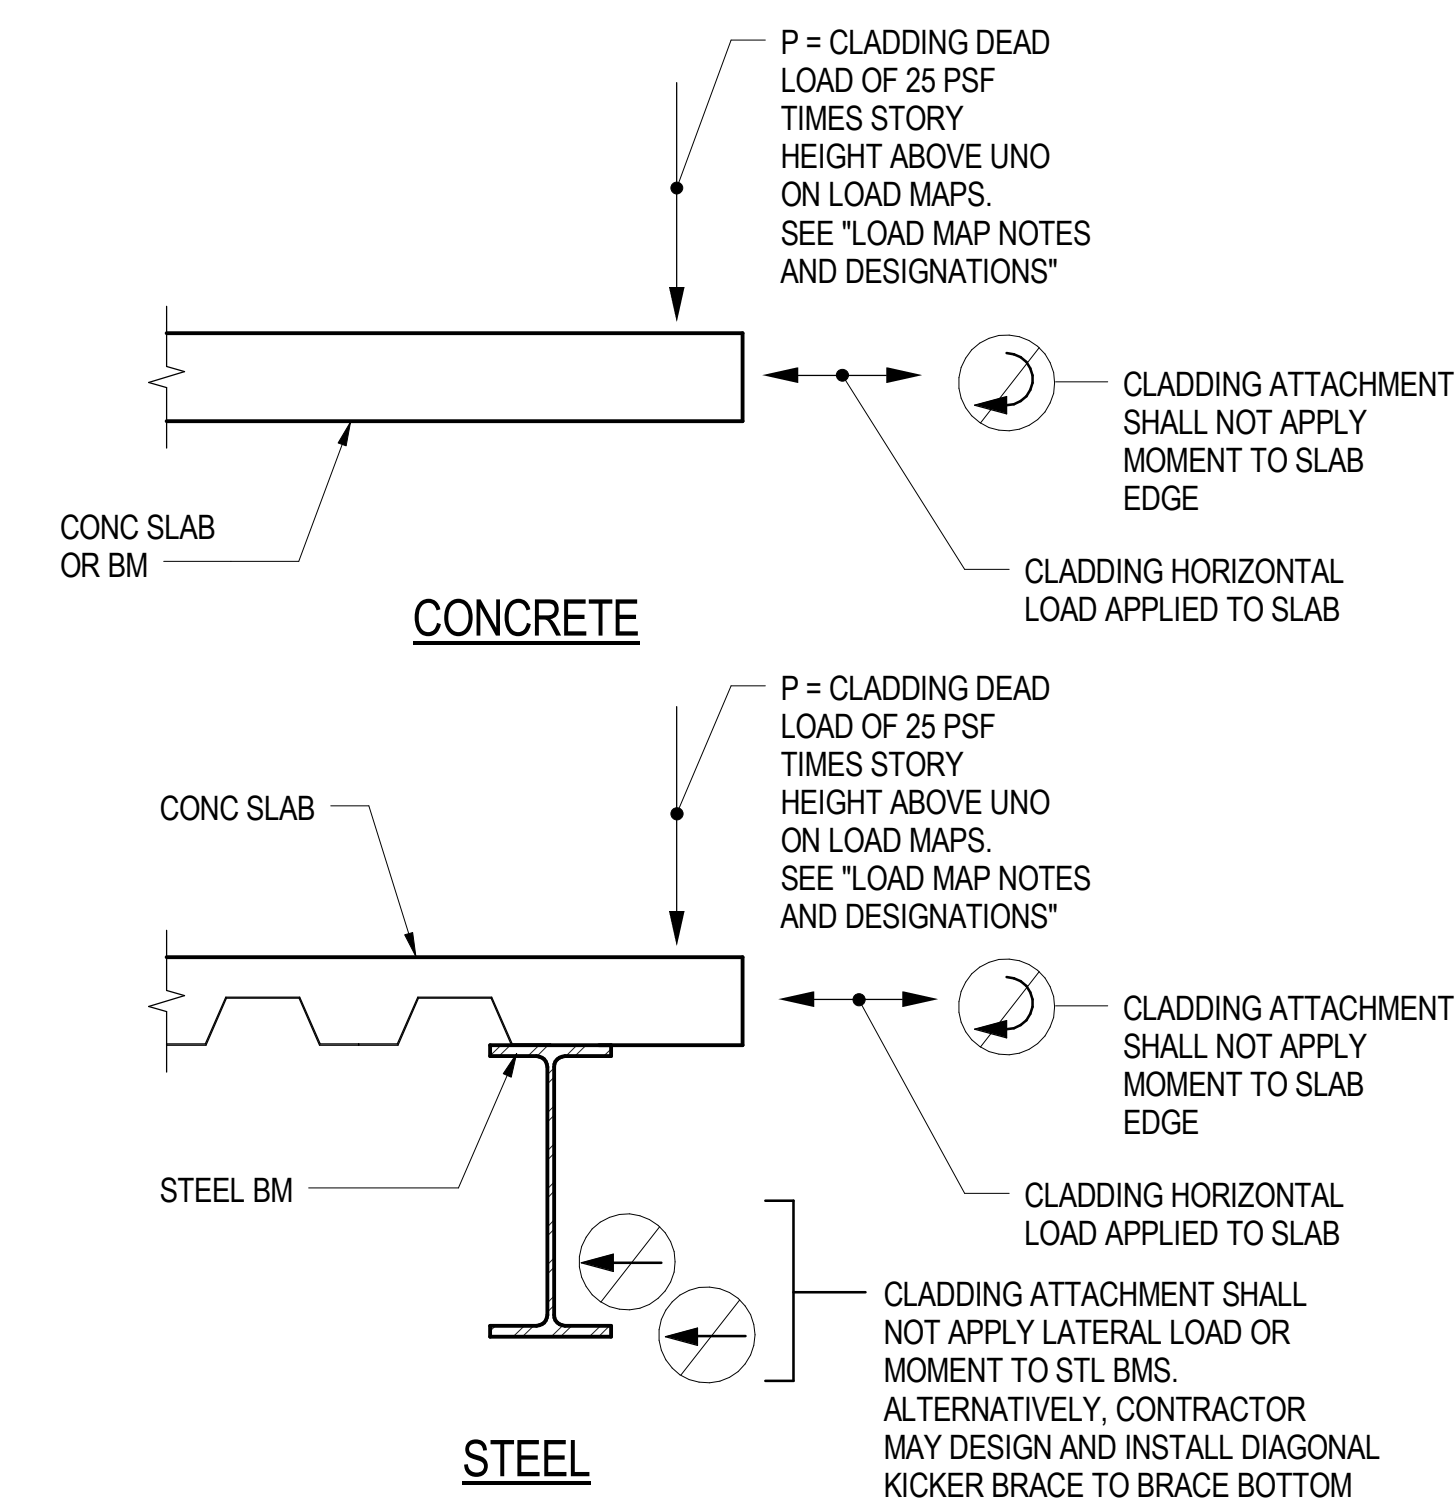 P = CLADDING DEAD
LOAD OF 25 PSF
TIMES STORY
HEIGHT ABOVE UNO
ON LOAD MAPS.
SEE "LOAD MAP NOTES
AND DESIGNATIONS"
CLADDING ATTACHMENT
SHALL NOT APPLY
MOMENT TO SLAB
EDGE
CONC SLAB
OR BM
CLADDING HORIZONTAL
LOAD APPLIED TO SLAB
CONCRETE
P = CLADDING DEAD
LOAD OF 25 PSF
TIMES STORY
HEIGHT ABOVE UNO
ON LOAD MAPS.
SEE "LOAD MAP NOTES
AND DESIGNATIONS"
CONC SLAB
CLADDING ATTACHMENT
SHALL NOT APPLY
MOMENT TO SLAB
EDGE
STEEL BM
CLADDING HORIZONTAL
LOAD APPLIED TO SLAB
CLADDING ATTACHMENT SHALL
NOT APPLY LATERAL LOAD OR
MOMENT TO STL BMS.
ALTERNATIVELY, CONTRACTOR
MAY DESIGN AND INSTALL DIAGONAL
KICKER BRACE TO BRACE BOTTOM
STEEL